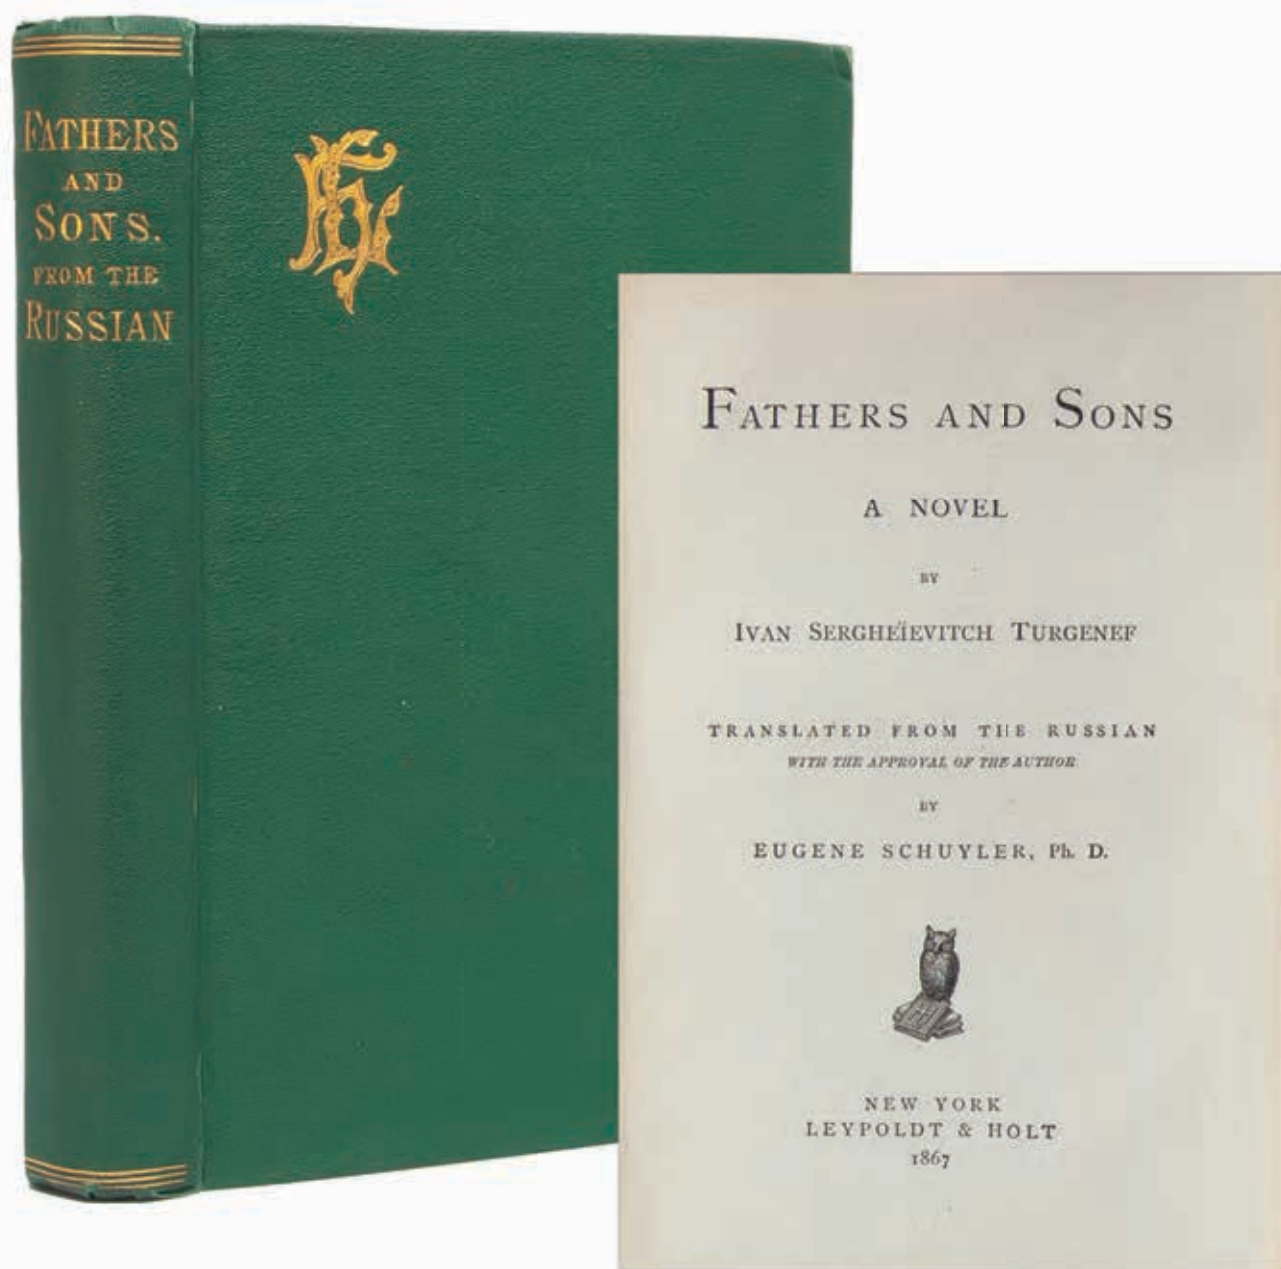 FATHERS
AND
SONS.
FROM THE
RUSSIAN
FATHERS AND SONS
A NOVEL
BY
IVAN SERGHEÏEVITCH TURGENEF
TRANSLATED FROM THE RUSSIAN
WITH THE APPROVAL OF THE AUTHOR
BY
EUGENE SCHUYLER, Ph. D.
NEW YORK
LEYPOLDT & HOLT
1867